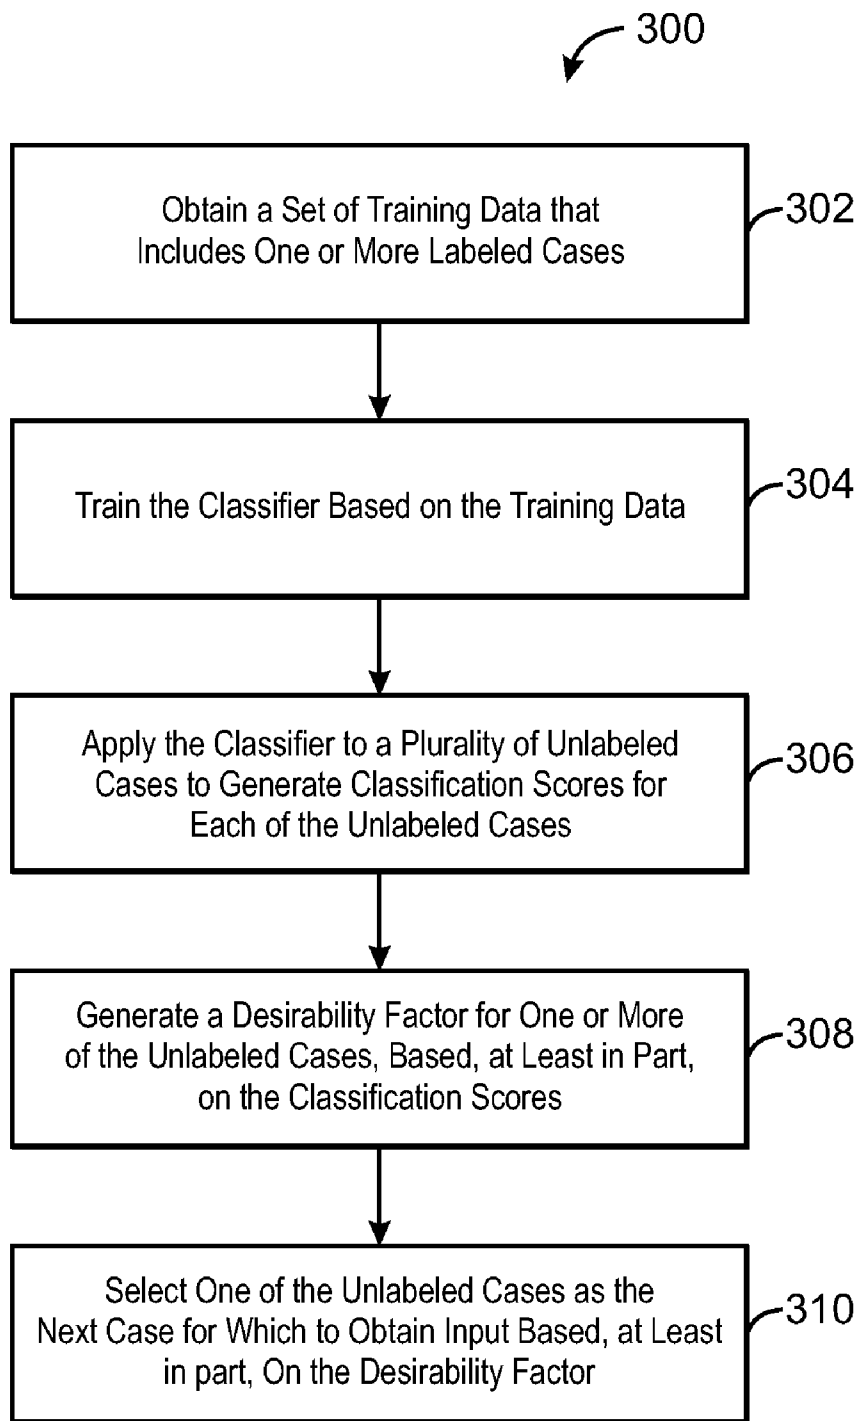 300
Obtain a Set of Training Data that
Includes One or More Labeled Cases
302
Train the Classifier Based on the Training Data
304
Apply the Classifier to a Plurality of Unlabeled
Cases to Generate Classification Scores for
Each of the Unlabeled Cases
306
Generate a Desirability Factor for One or More
of the Unlabeled Cases, Based, at Least in Part,
on the Classification Scores
308
Select One of the Unlabeled Cases as the
Next Case for Which to Obtain Input Based, at Least
in part, On the Desirability Factor
310